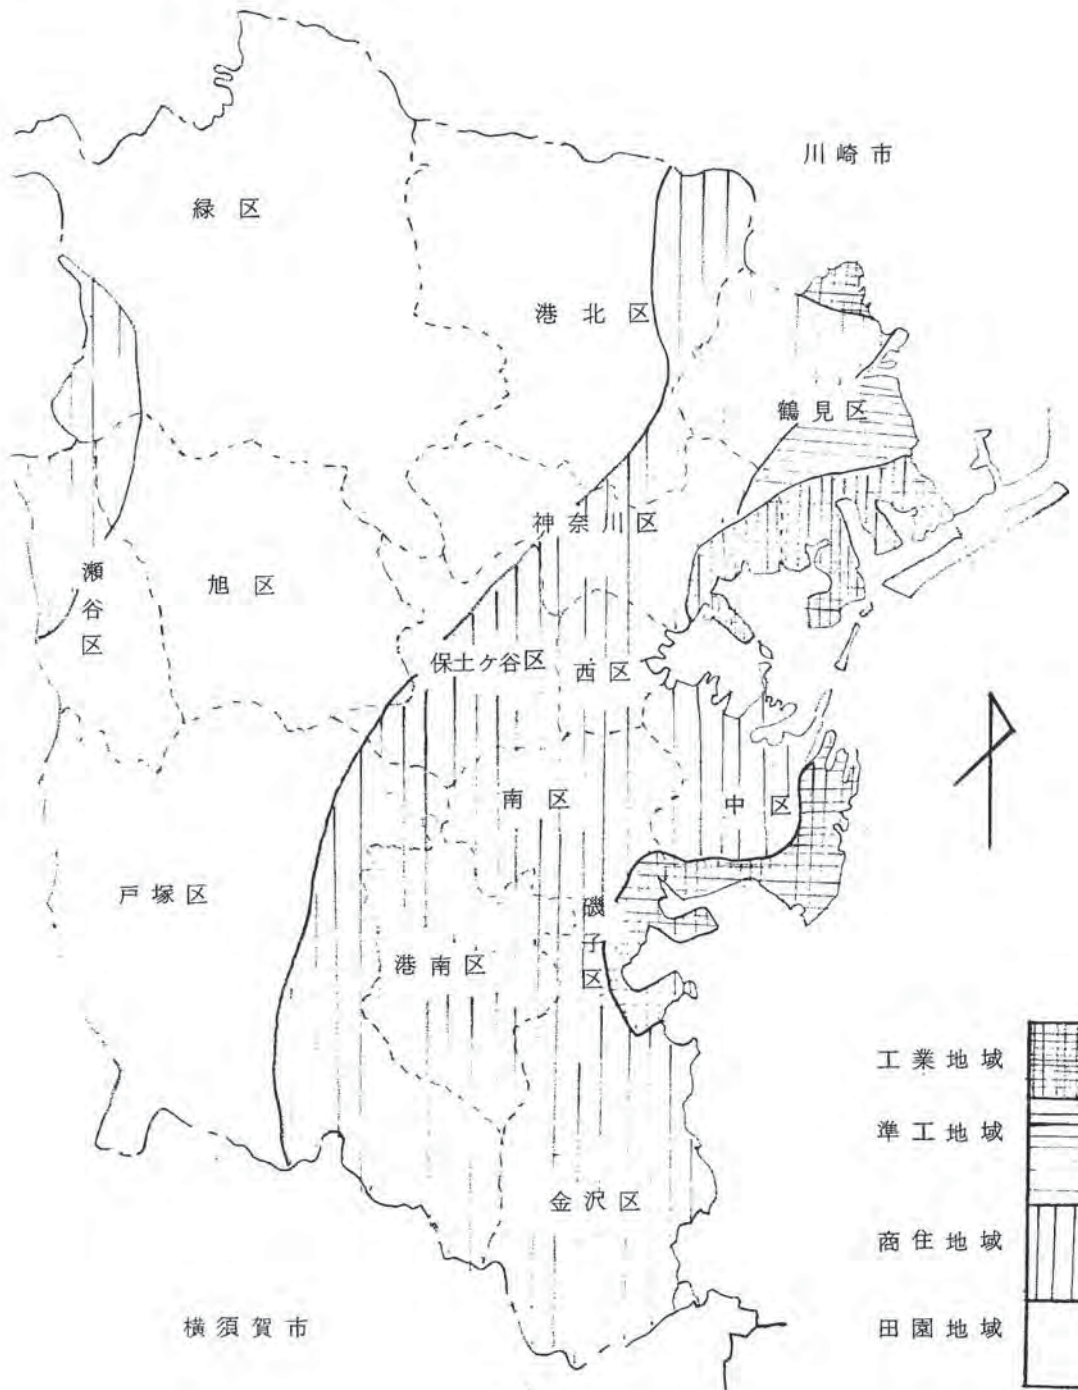 川崎市
緑区
港北区
鶴見区
神奈川区
瀬谷区
旭区
保土ケ谷区
西区
南区
中区
戸塚区
磯子区
港南区
工業地域
準工地域
金沢区
商住地域
横須賀市
田園地域